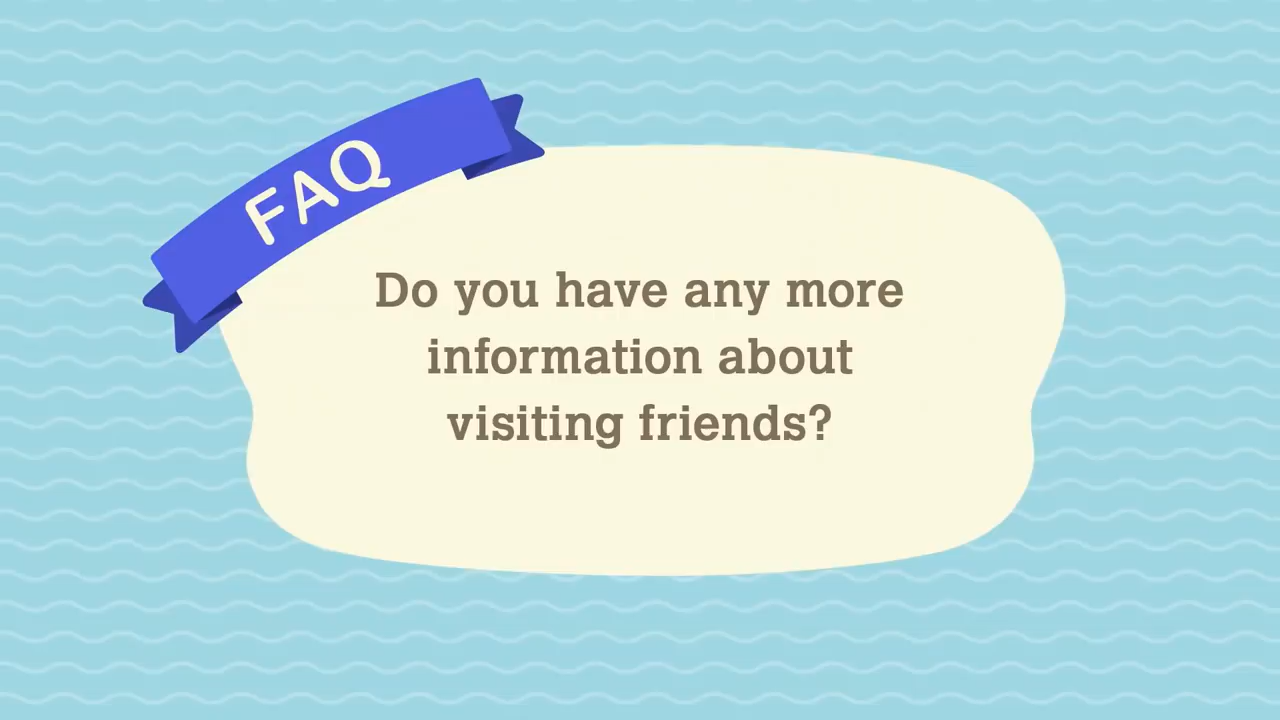 FAQ
Do you have any more
information about
visiting friends?